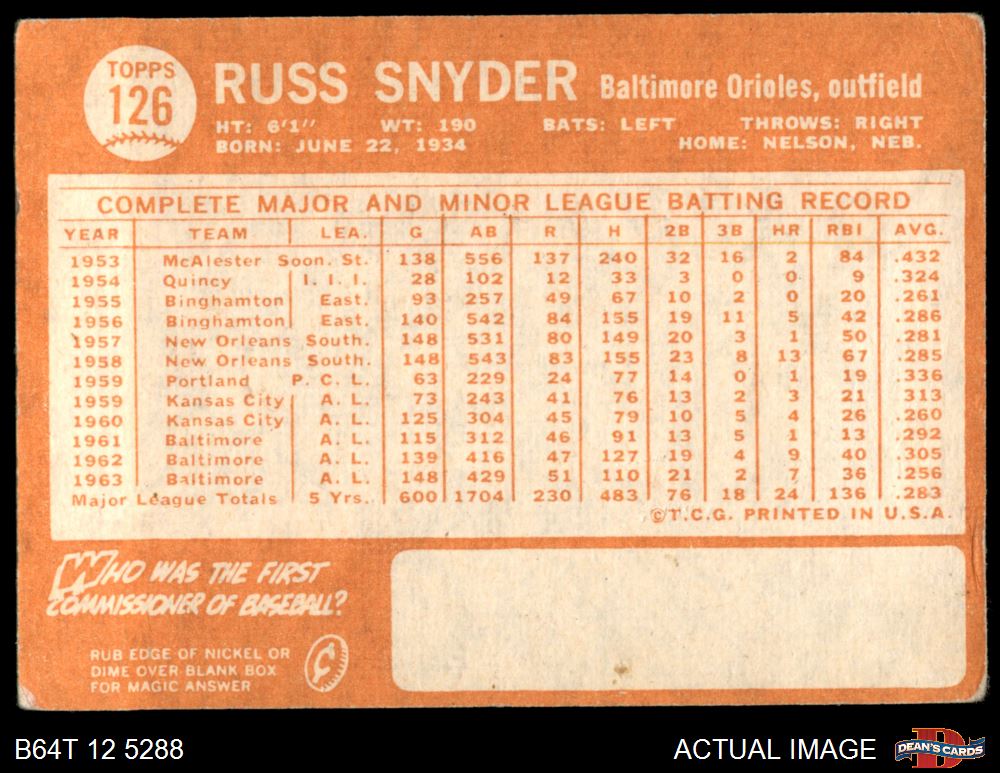 TOPPS
126
RUSS SNYDER Baltimore Orioles, outfield
HT: 6'1" WT: 190 BATS: LEFT THROWS: RIGHT
BORN: JUNE 22, 1934 HOME: NELSON, NEB.
COMPLETE MAJOR AND MINOR LEAGUE BATTING RECORD
YEAR TEAM LEA. G AB R H 2B 3B HR RBI AVG.
1953 McAlester Soon. St. 138 556 137 240 32 16 2 84 .432
1954 Quincy I. I. I. 28 102 12 33 3 0 0 9 .324
1955 Binghamton East. 93 257 49 67 10 2 0 20 .261
1956 Binghamton East. 140 542 84 155 19 11 5 42 .286
1957 New Orleans South. 148 531 80 149 20 3 1 50 .281
1958 New Orleans South. 148 543 83 155 23 8 13 67 .285
1959 Portland P. C. L. 63 229 24 77 14 0 1 19 .336
1959 Kansas City A. L. 73 243 41 76 13 2 3 21 .313
1960 Kansas City A. L. 125 304 45 79 10 5 4 26 .260
1961 Baltimore A. L. 115 312 46 91 13 5 1 13 .292
1962 Baltimore A. L. 139 416 47 127 19 4 9 40 .305
1963 Baltimore A. L. 148 429 51 110 21 2 7 36 .256
Major League Totals 5 Yrs. 600 1704 230 483 76 18 24 136 .283
©T.C.G. PRINTED IN U.S.A.
WHO WAS THE FIRST
COMMISSIONER OF BASEBALL?
RUB EDGE OF NICKEL OR
DIME OVER BLANK BOX
FOR MAGIC ANSWER
B64T 12 5288
ACTUAL IMAGE
DEAN'S CARDS